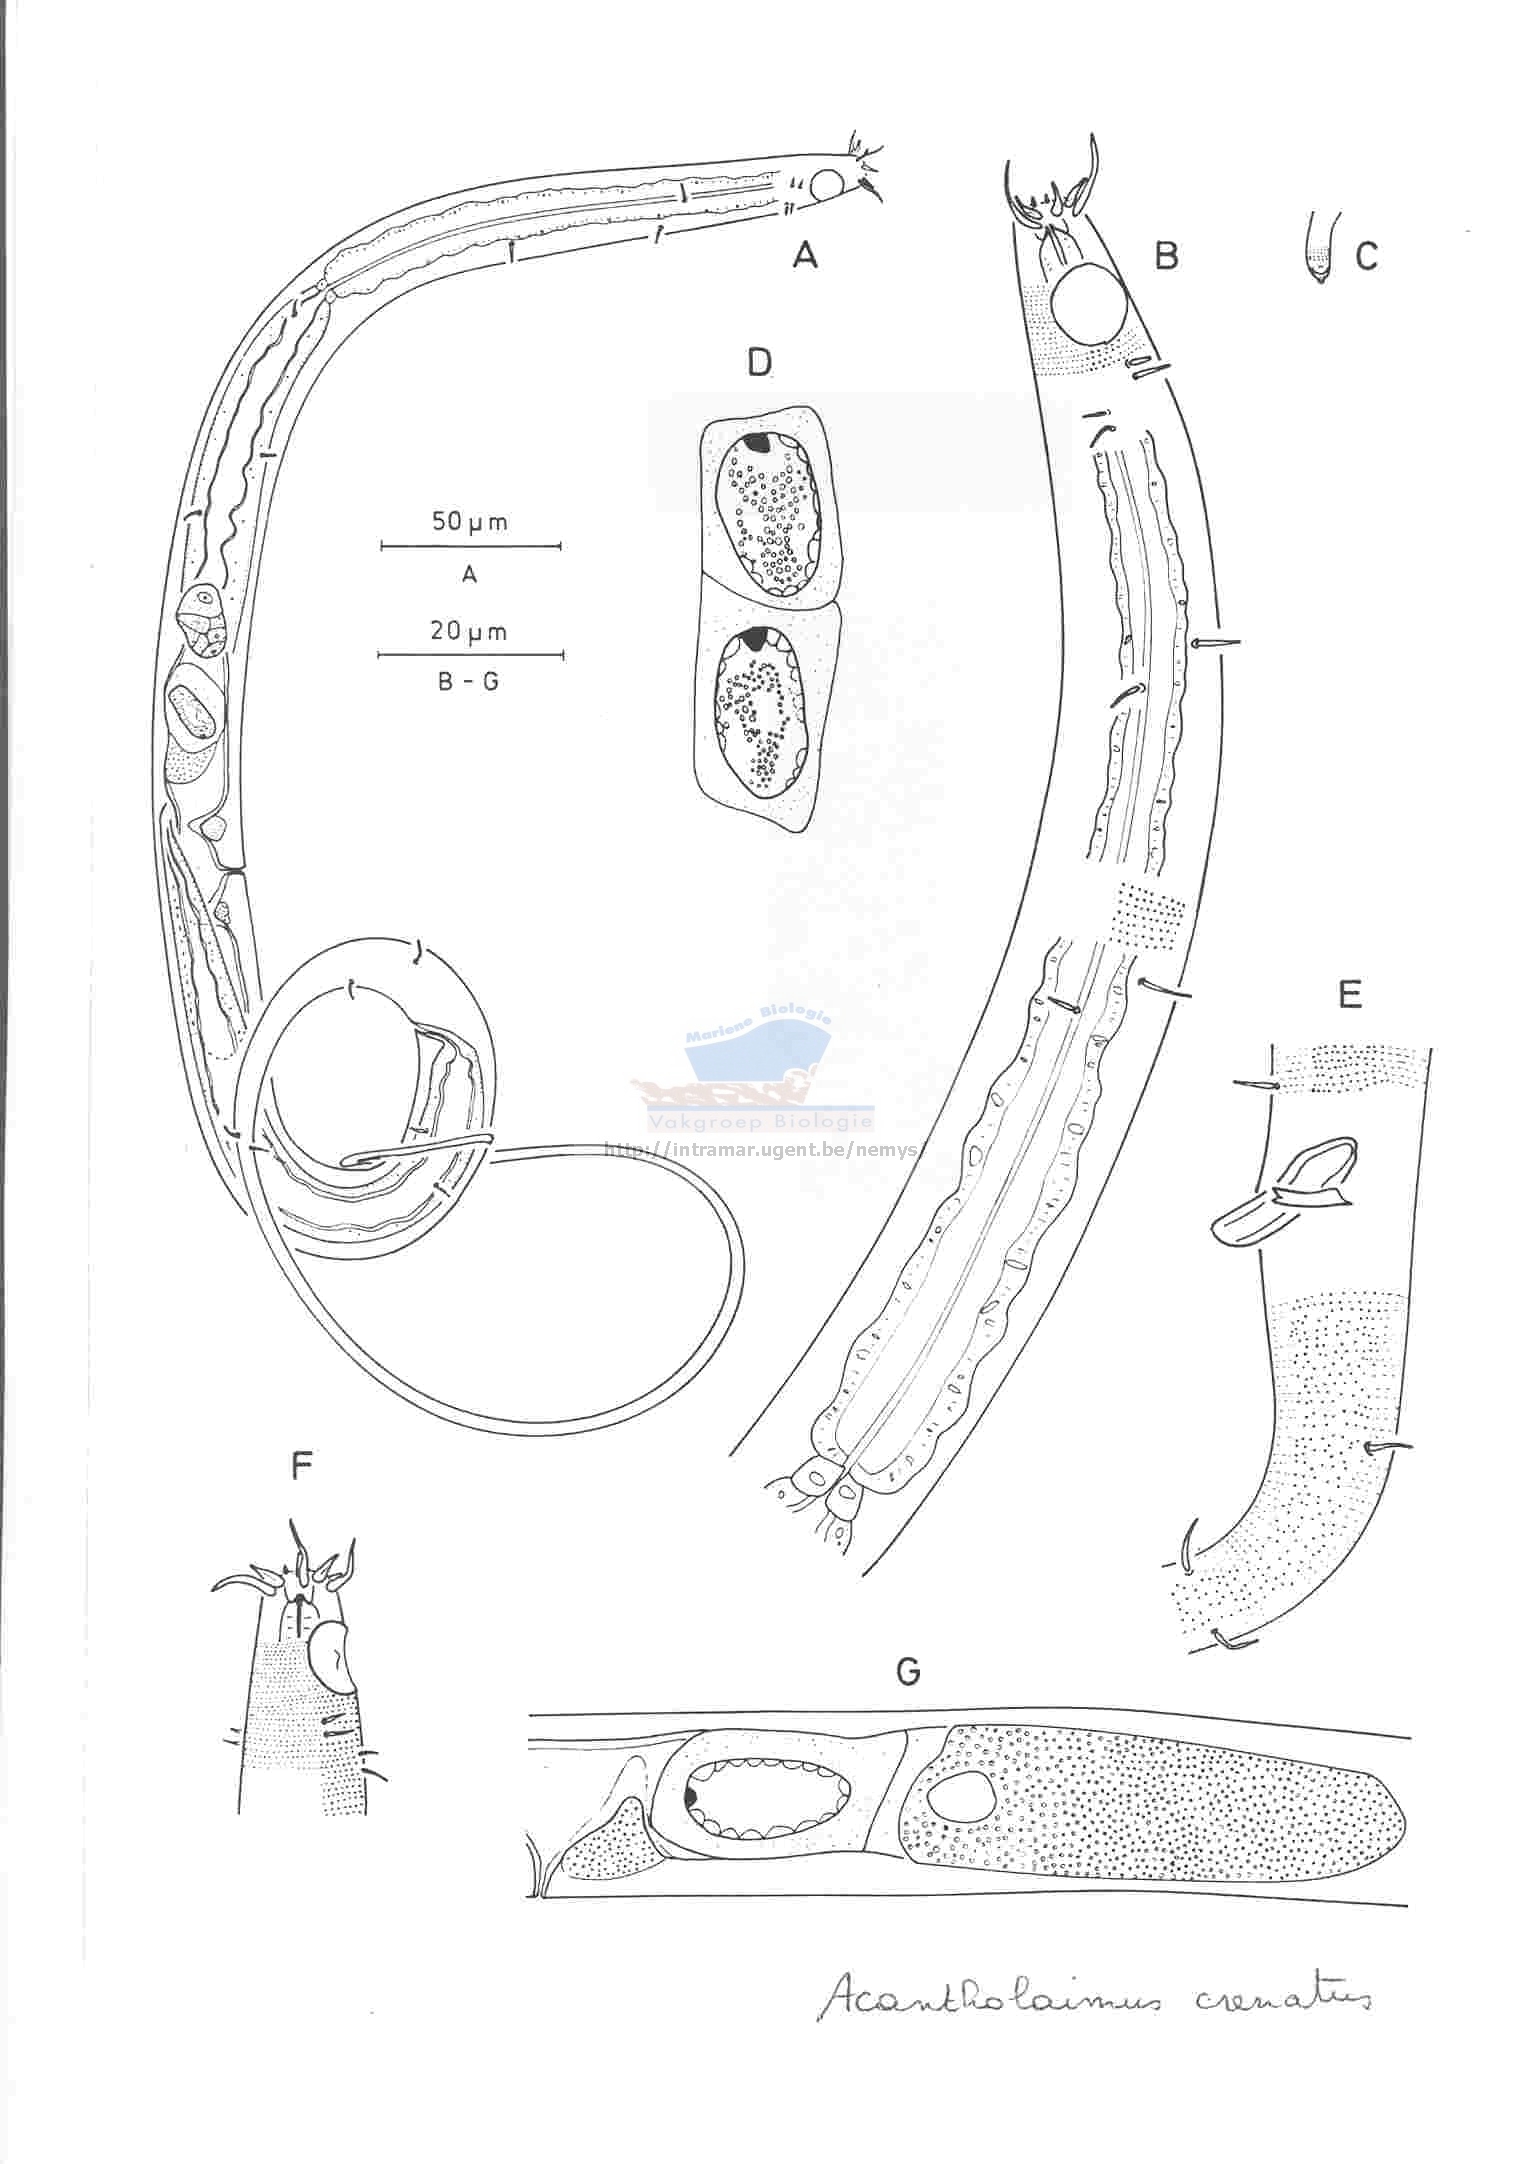 A
B
C
D
50 µm
A
20 µm
B - G
E
Mariene Biologie
Vakgroep Biologie
http://intramar.ugent.be/nemys
F
G
Acantholaimus crenatus